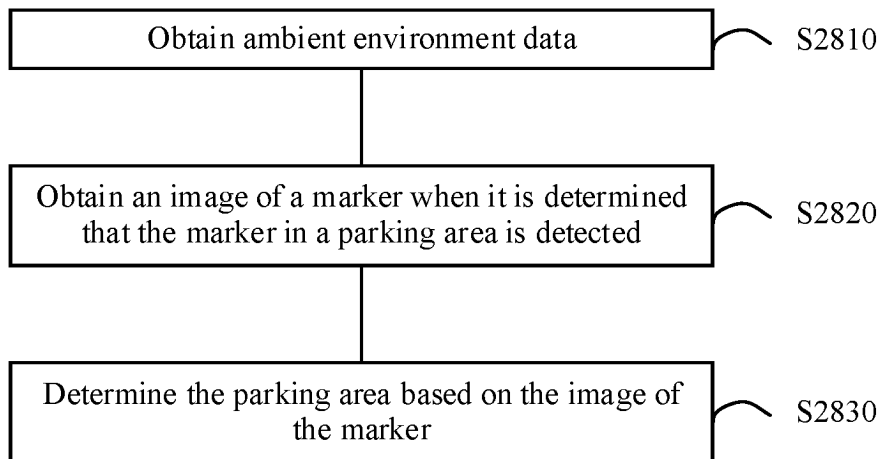 Obtain ambient environment data
S2810
Obtain an image of a marker when it is determined
that the marker in a parking area is detected
S2820
Determine the parking area based on the image of
the marker
S2830